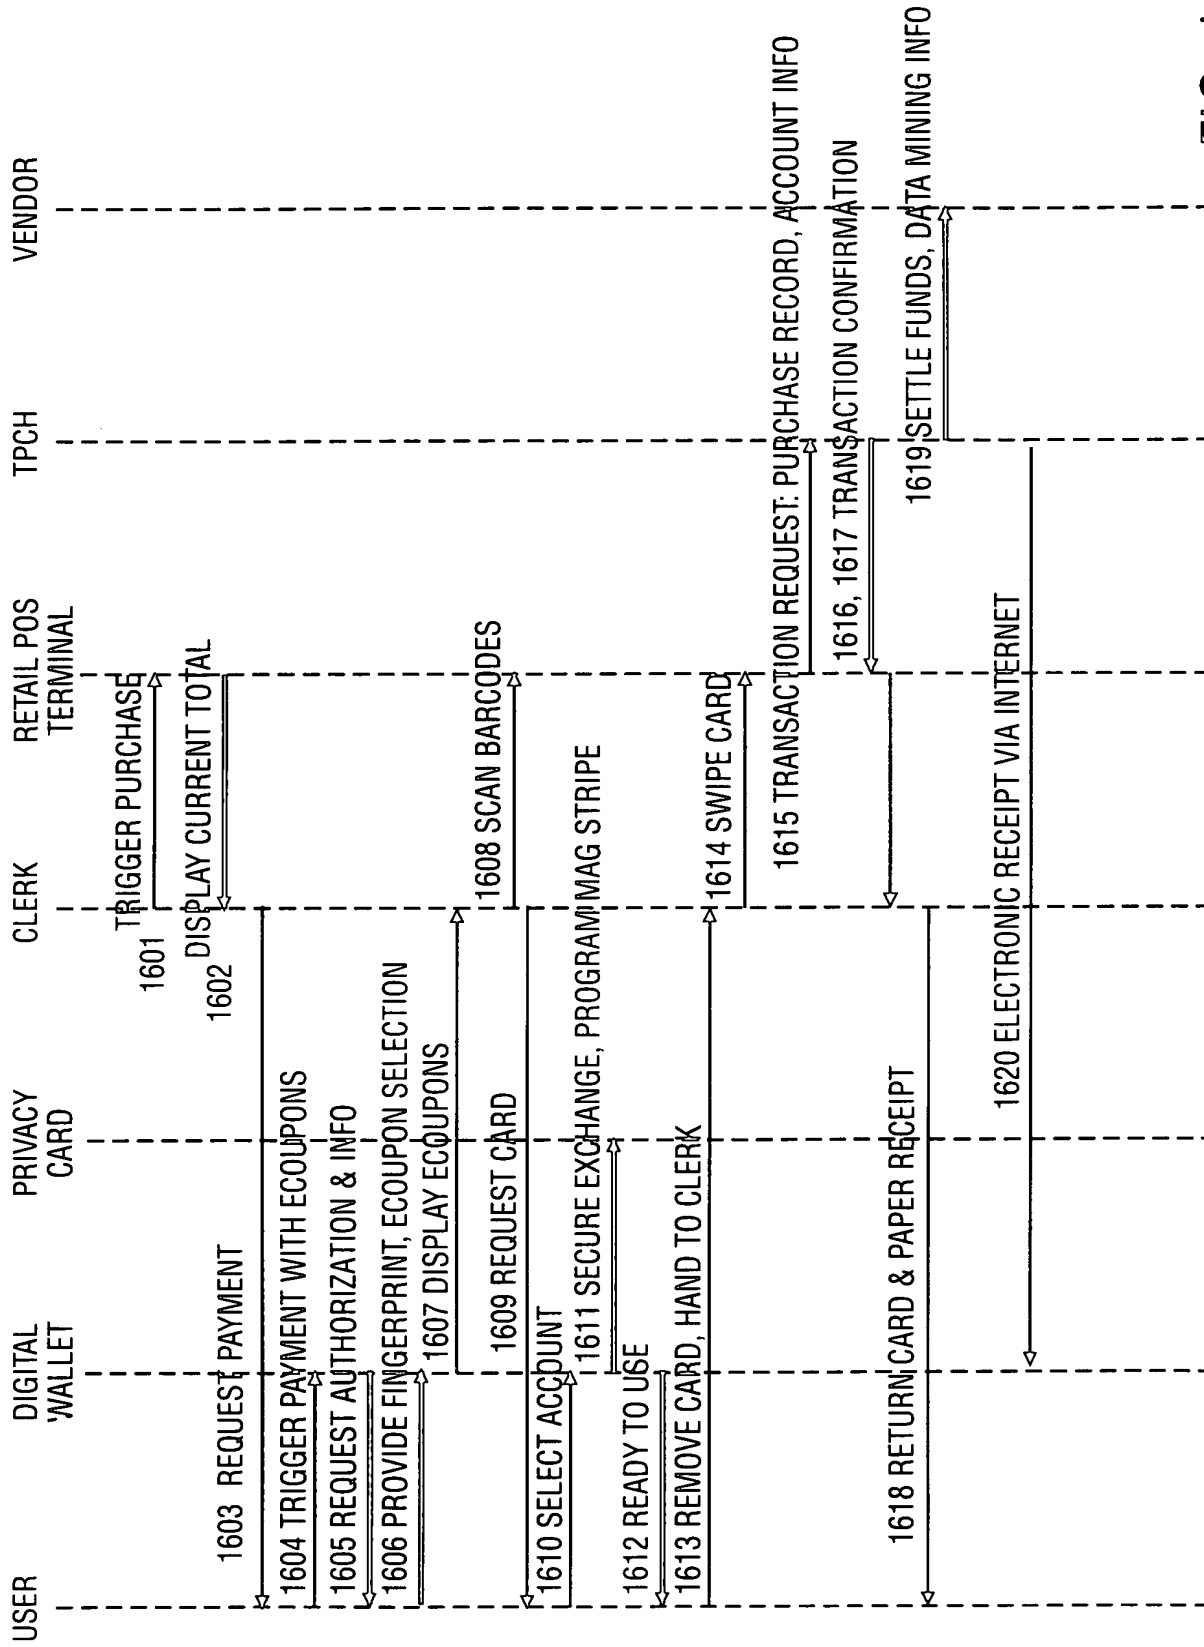 USER
DIGITAL
WALLET
PRIVACY
CARD
CLERK
RETAIL POS
TERMINAL
TPCH
VENDOR
TRIGGER PURCHASE
1601
DISPLAY CURRENT TOTAL
1602
1603 REQUEST PAYMENT
1604 TRIGGER PAYMENT WITH ECOUPONS
1605 REQUEST AUTHORIZATION & INFO
1606 PROVIDE FINGERPRINT, ECOUPON SELECTION
1607 DISPLAY ECOUPONS
1608 SCAN BARCODES
1609 REQUEST CARD
1610 SELECT ACCOUNT
1611 SECURE EXCHANGE, PROGRAM MAG STRIPE
1612 READY TO USE
1613 REMOVE CARD, HAND TO CLERK
1614 SWIPE CARD
1615 TRANSACTION REQUEST: PURCHASE RECORD, ACCOUNT INFO
1616, 1617 TRANSACTION CONFIRMATION
1618 RETURN CARD & PAPER RECEIPT
1619 SETTLE FUNDS, DATA MINING INFO
1620 ELECTRONIC RECEIPT VIA INTERNET